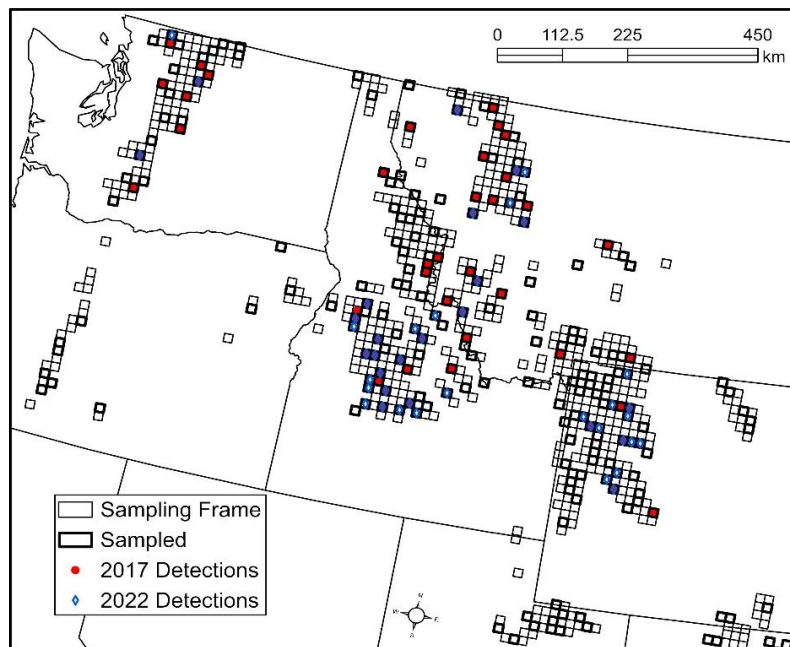 0 112.5 225 450
km
Sampling Frame
Sampled
2017 Detections
2022 Detections
N
W E
S